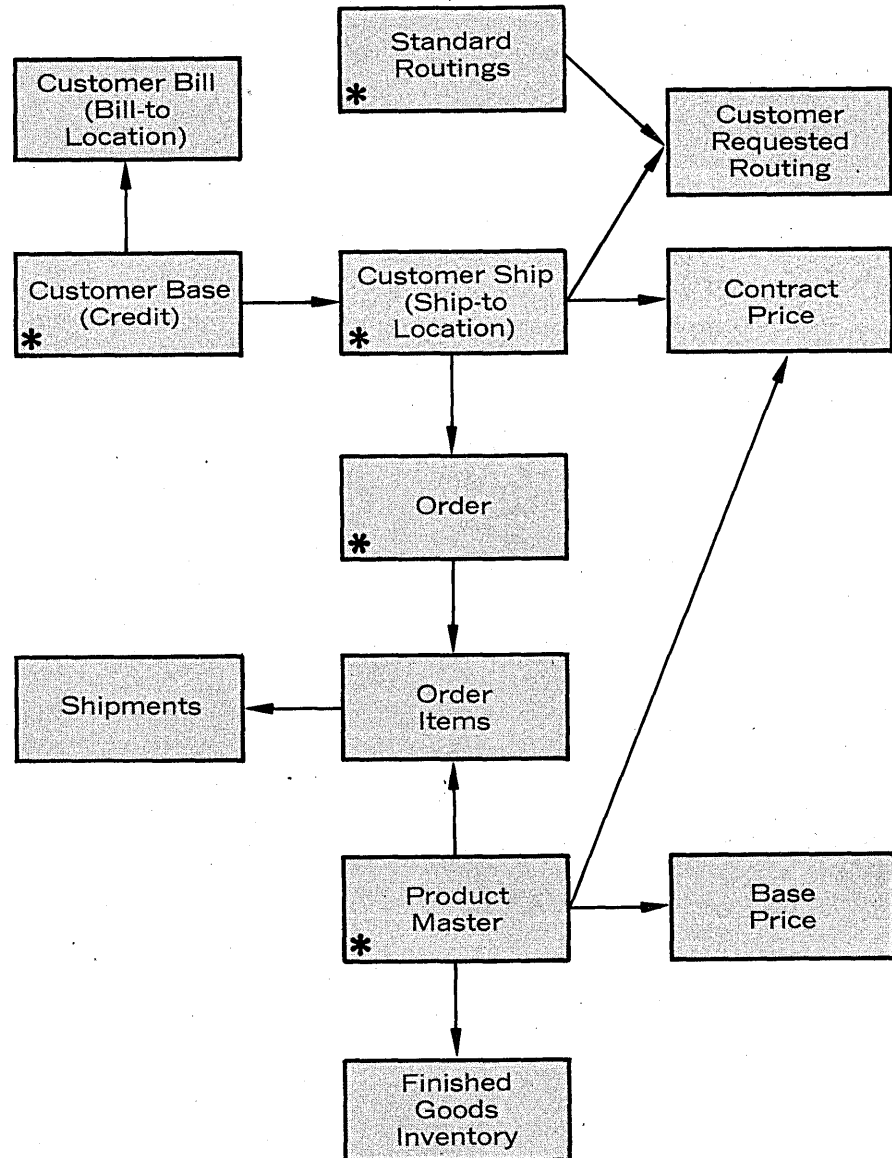 Standard
Routings
*
Customer Bill
(Bill-to
Location)
Customer
Requested
Routing
Customer Base
(Credit)
*
Customer Ship
(Ship-to
Location)
*
Contract
Price
Order
*
Shipments
Order
Items
Product
Master
*
Base
Price
Finished
Goods
Inventory